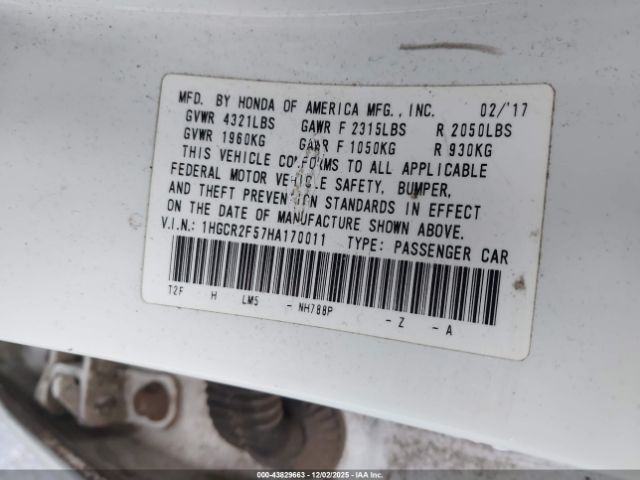 MFD. BY HONDA OF AMERICA MFG., INC. 02/'17
GVWR 4321LBS GAWR F 2315LBS R 2050LBS
GVWR 1960KG GAWR F 1050KG R 930KG
THIS VEHICLE CONFORMS TO ALL APPLICABLE
FEDERAL MOTOR VEHICLE SAFETY, BUMPER,
AND THEFT PREVENTION STANDARDS IN EFFECT
ON THE DATE OF MANUFACTURE SHOWN ABOVE.
V.I.N.: 1HGCR2F57HA170011 TYPE: PASSENGER CAR
T2F H LM5 - NH788P - Z - A
000-43829663 - 12/02/2025 - IAA Inc.